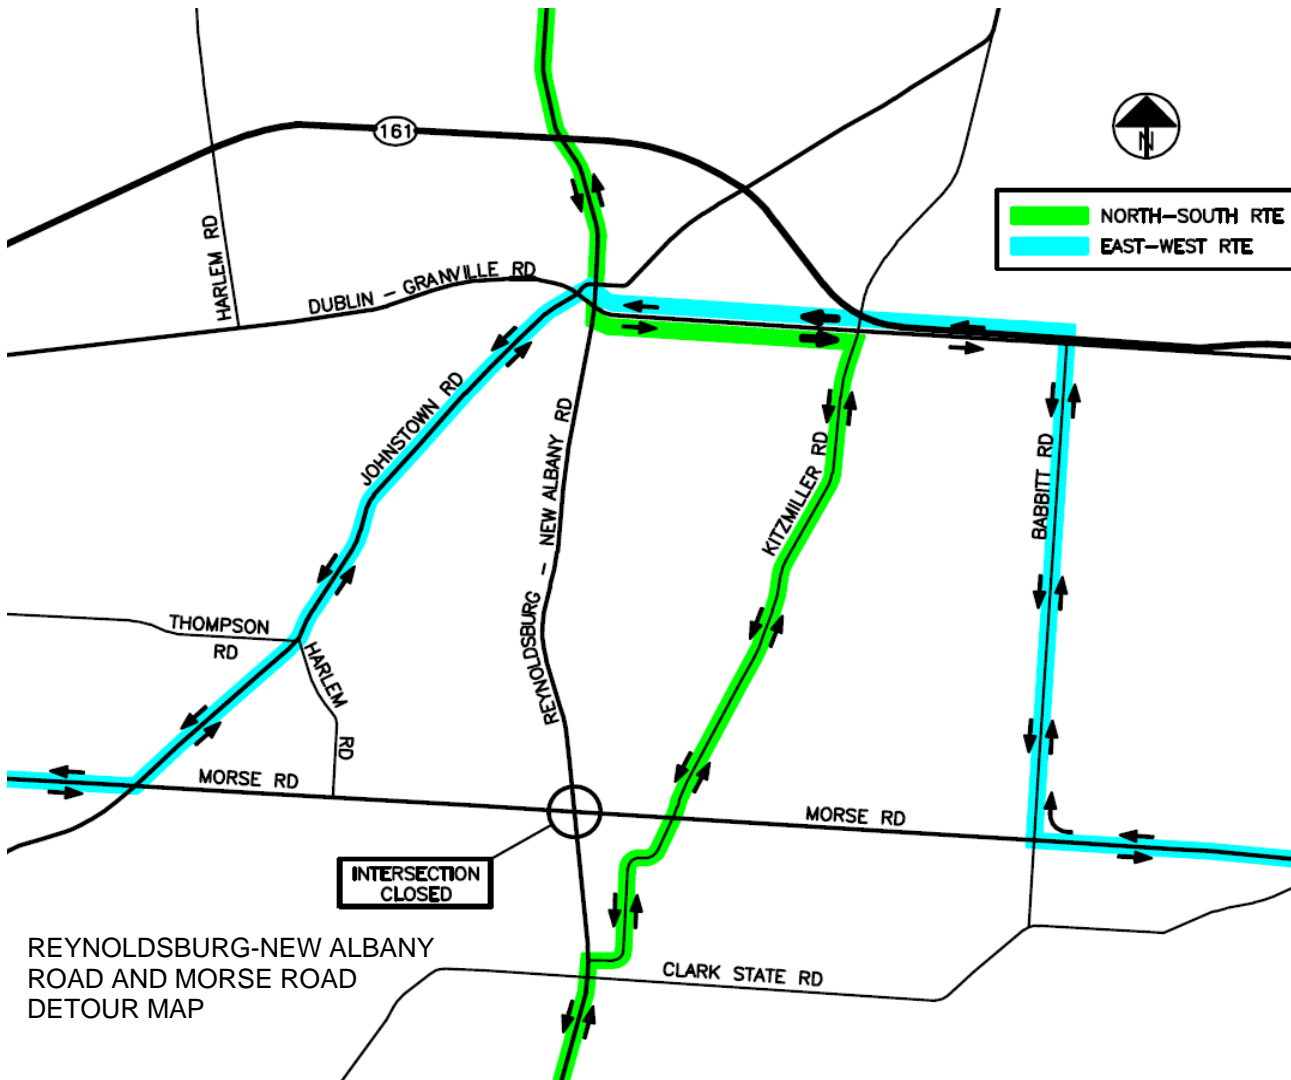 161
N
NORTH-SOUTH RTE
EAST-WEST RTE
HARLEM RD
DUBLIN - GRANVILLE RD
JOHNSTOWN RD
REYNOLDSBURG - NEW ALBANY RD
KITZMILLER RD
BABBITT RD
THOMPSON
RD
HARLEM
RD
MORSE RD
MORSE RD
INTERSECTION
CLOSED
REYNOLDSBURG-NEW ALBANY
ROAD AND MORSE ROAD
DETOUR MAP
CLARK STATE RD